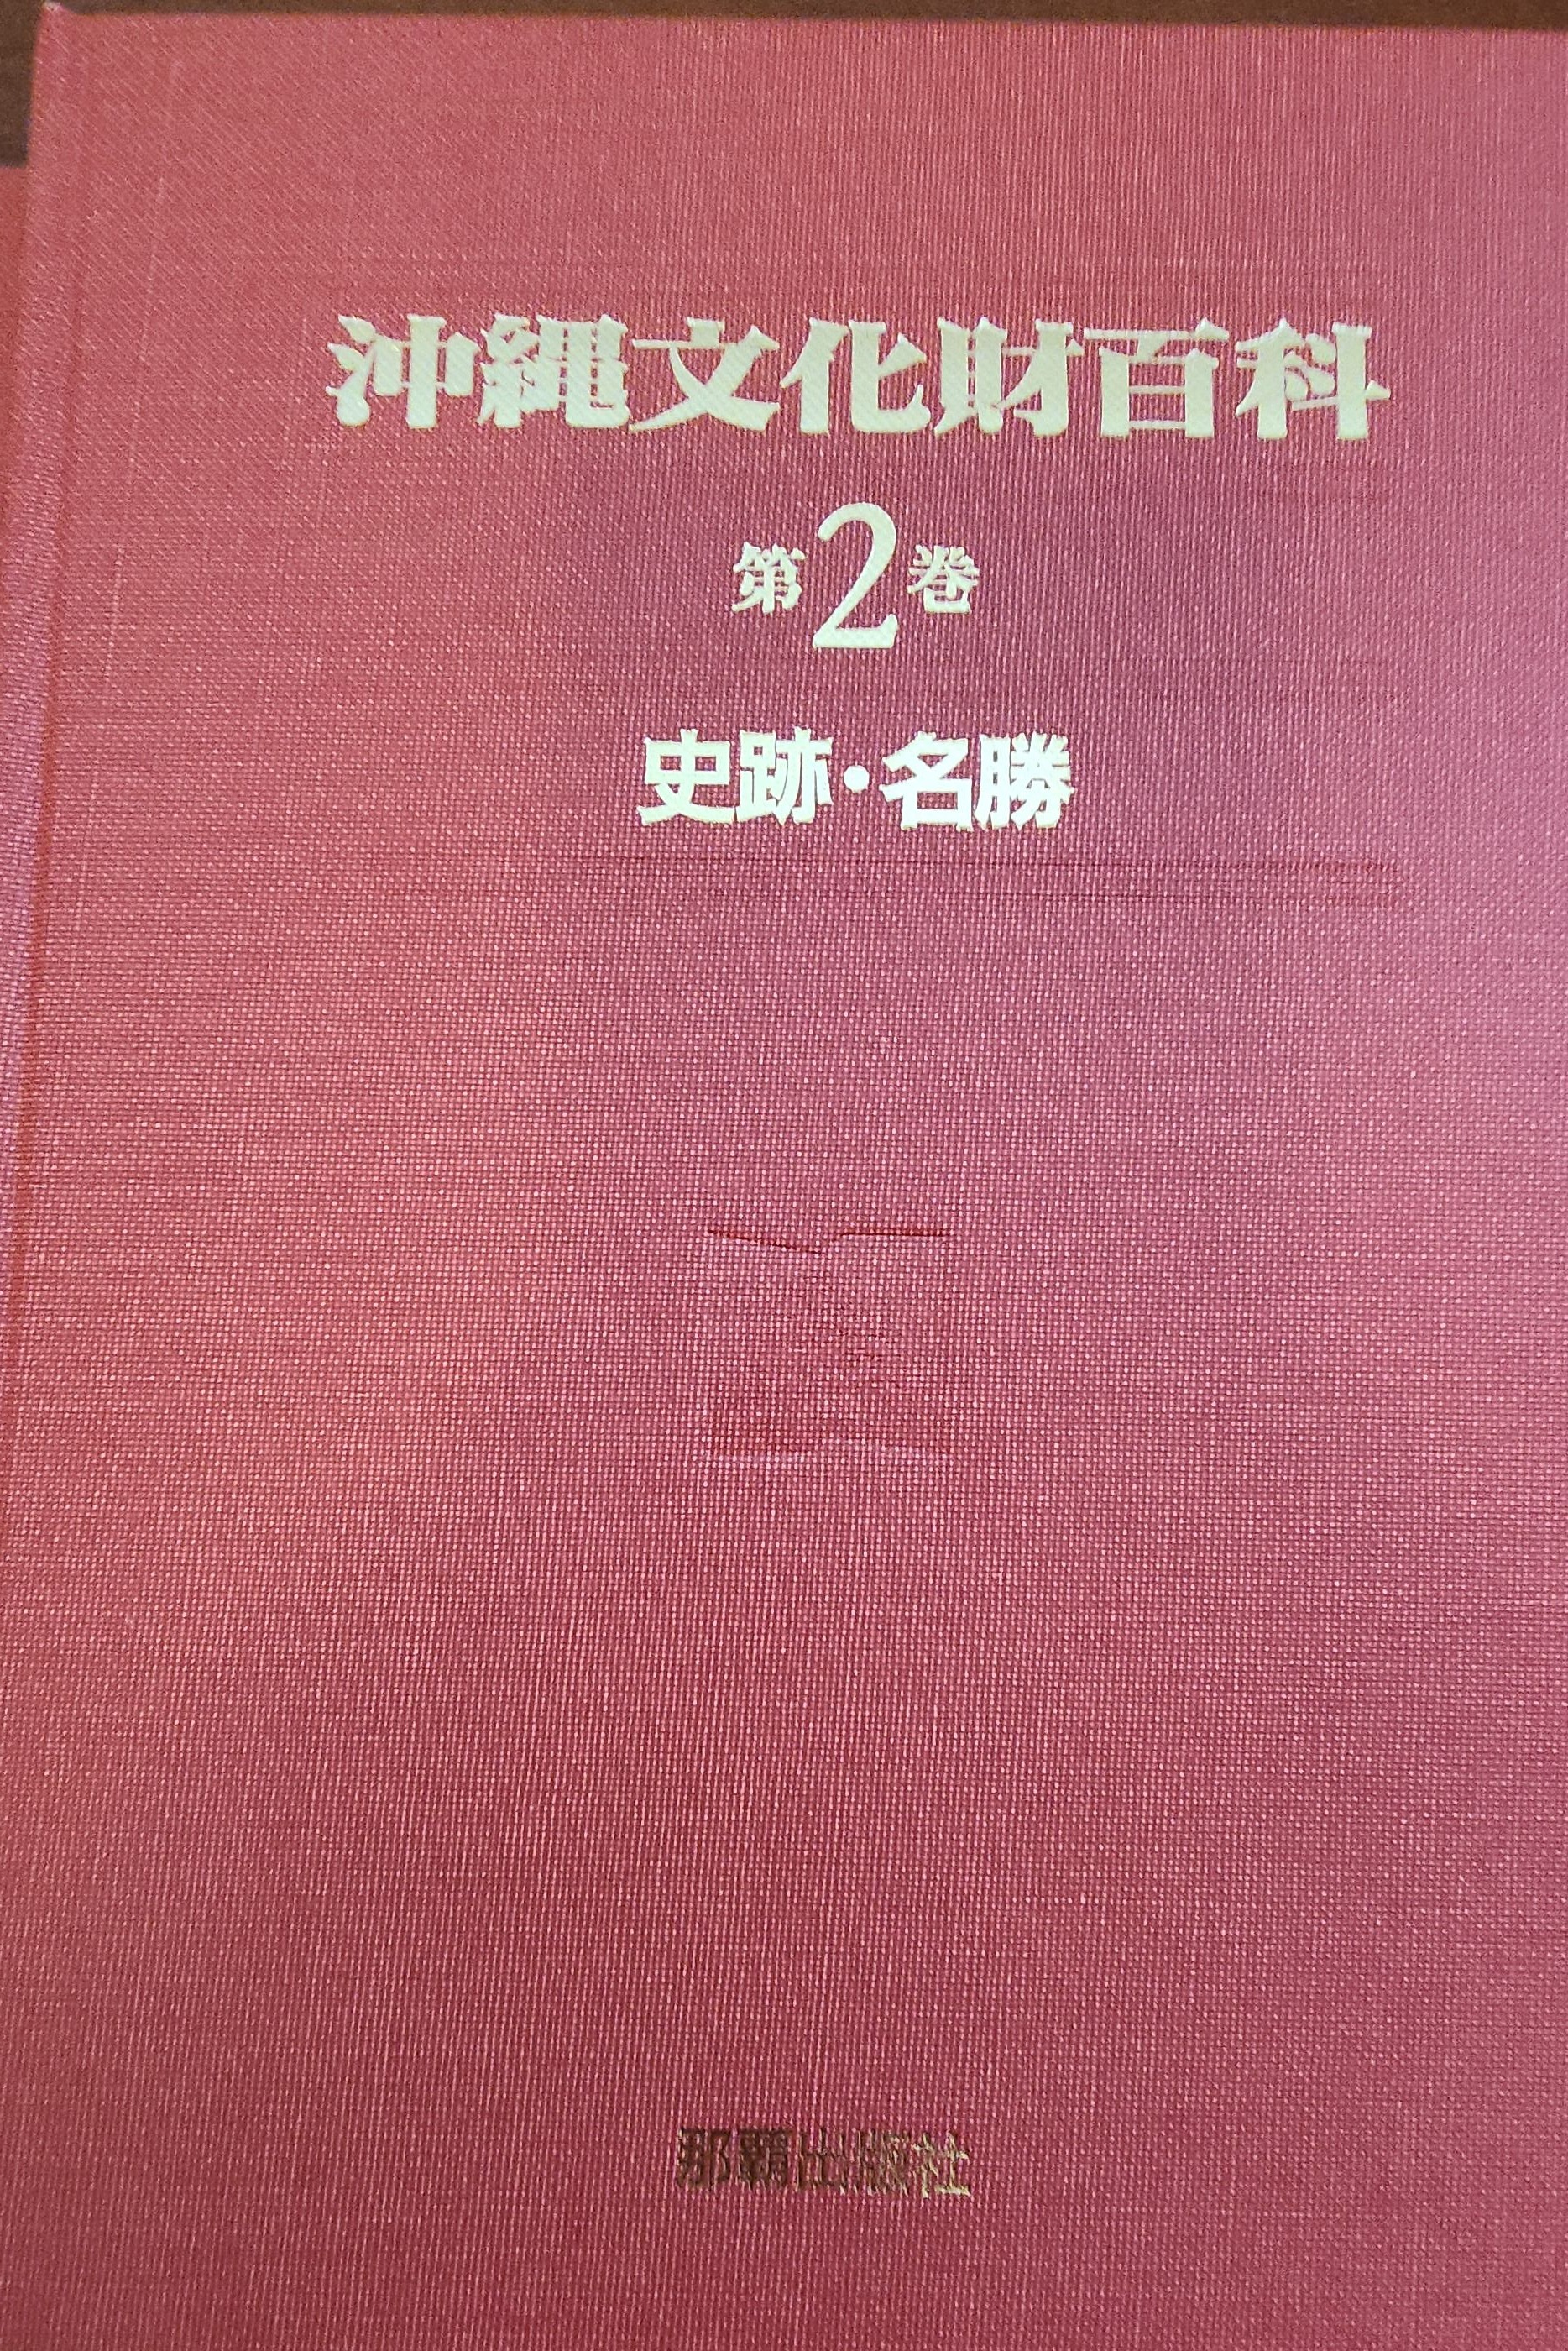 沖縄文化財百科
第2巻
史跡・名勝
那覇出版社